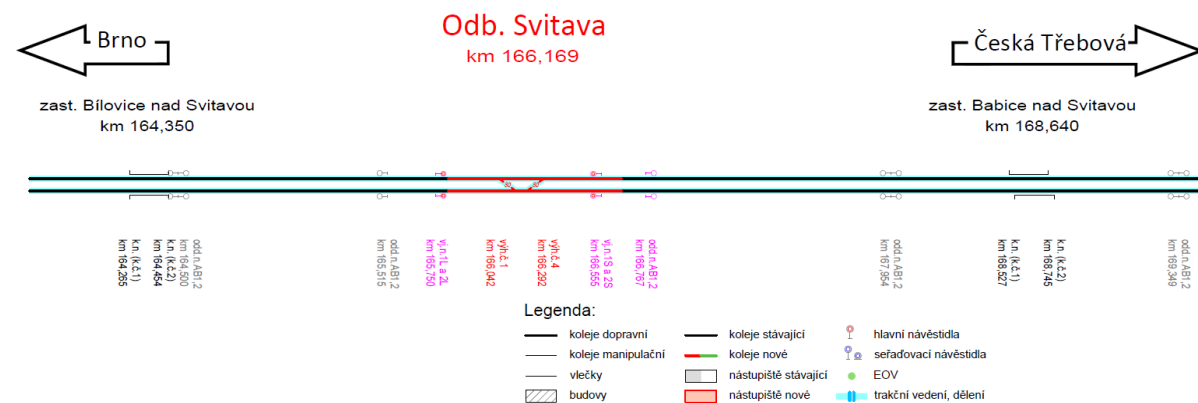 Brno
Odb. Svitava
km 166,169
Česká Třebová
zast. Bílovice nad Svitavou
km 164,350
zast. Babice nad Svitavou
km 168,640
k.n. (k.č.1)
km 164,265
k.n. (k.č.2)
km 164,454
odd.n.AB1,2
km 164,500
odd.n.AB1,2
km 165,515
vj.n.1L a 2L
km 165,750
výh.č.1
km 166,042
výh.č.4
km 166,292
vj.n.1S a 2S
km 166,555
odd.n.AB1,2
km 166,767
odd.n.AB1,2
km 167,954
k.n. (k.č.1)
km 168,527
k.n. (k.č.2)
km 168,745
odd.n.AB1,2
km 169,349
Legenda:
koleje dopravní
koleje stávající
hlavní návěstidla
koleje manipulační
koleje nové
seřaďovací návěstidla
vlečky
nástupiště stávající
EOV
budovy
nástupiště nové
trakční vedení, dělení